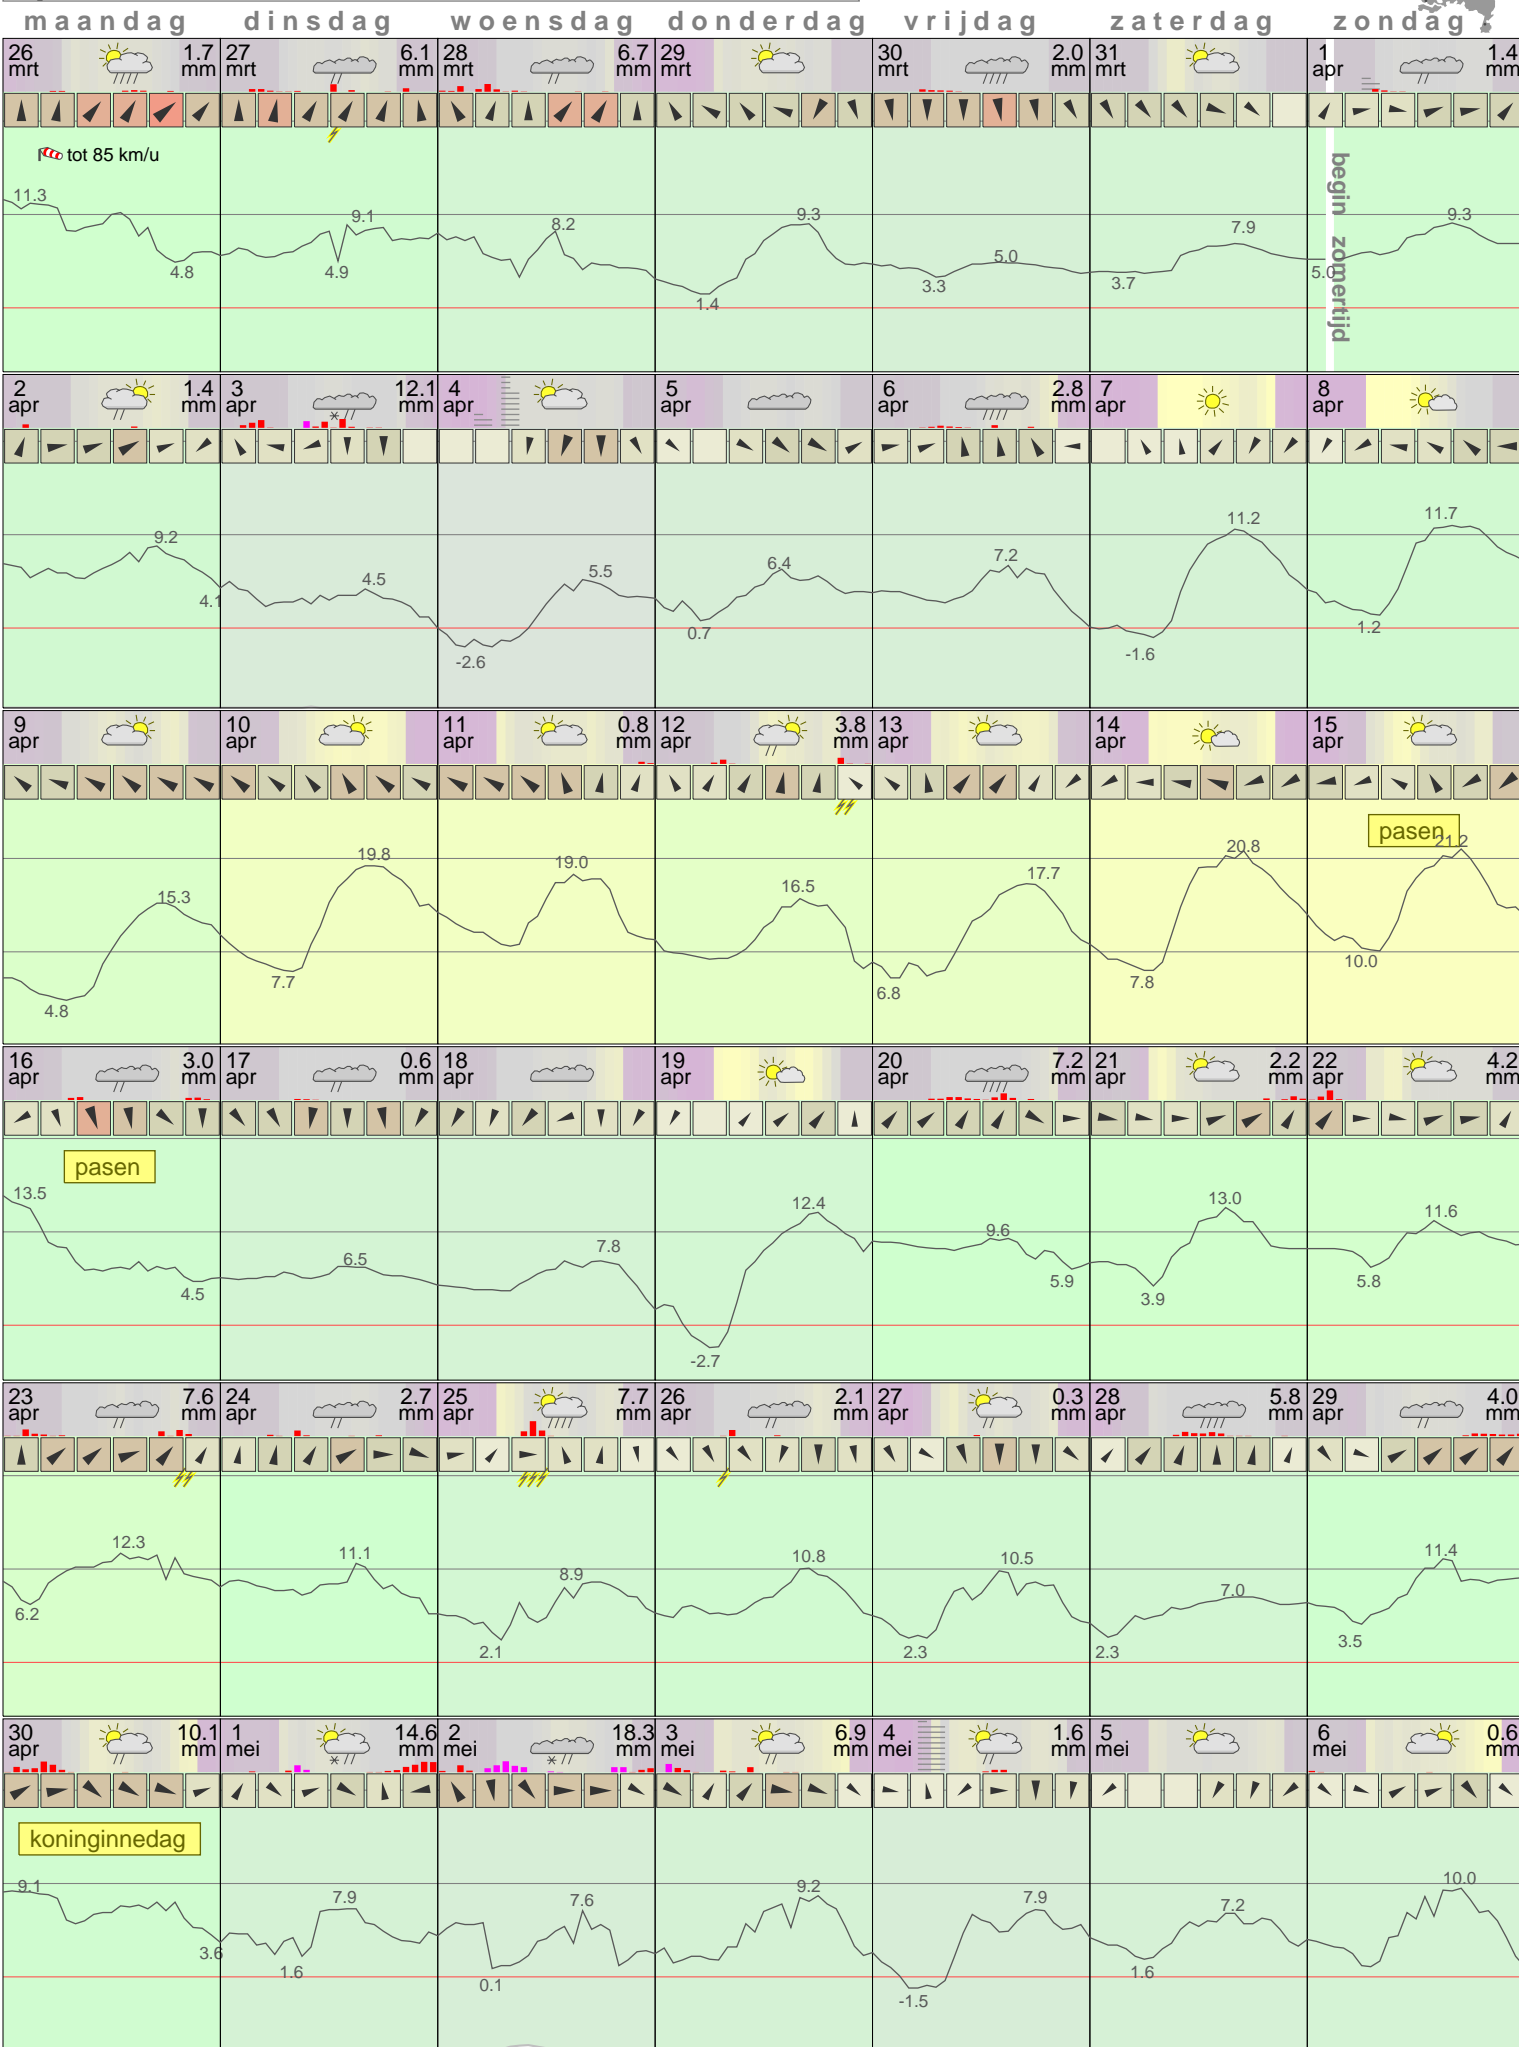 maandag dinsdag woensdag donderdag vrijdag zaterdag zondag
26 mrt 1.7 mm 27 mrt 6.1 mm 28 mrt 6.7 mm 29 mrt 30 mrt 2.0 mm 31 mrt 1 apr 1.4 mm
tot 85 km/u
begin zomertijd
11.3 4.8 9.1 4.9 8.2 1.4 9.3 3.3 5.0 3.7 7.9 5.0 9.3
2 apr 1.4 mm 3 apr 12.1 mm 4 apr 5 apr 6 apr 2.8 mm 7 apr 8 apr
9.2 4.1 4.5 -2.6 5.5 0.7 6.4 7.2 -1.6 11.2 1.2 11.7
9 apr 10 apr 11 apr 0.8 mm 12 apr 3.8 mm 13 apr 14 apr 15 apr
pasen
4.8 15.3 7.7 19.8 19.0 16.5 6.8 17.7 7.8 20.8 10.0 21.2
16 apr 3.0 mm 17 apr 0.6 mm 18 apr 19 apr 20 apr 7.2 mm 21 apr 2.2 mm 22 apr 4.2 mm
pasen
13.5 4.5 6.5 7.8 -2.7 12.4 9.6 5.9 3.9 13.0 5.8 11.6
23 apr 7.6 mm 24 apr 2.7 mm 25 apr 7.7 mm 26 apr 2.1 mm 27 apr 0.3 mm 28 apr 5.8 mm 29 apr 4.0 mm
6.2 12.3 11.1 2.1 8.9 10.8 2.3 10.5 2.3 7.0 3.5 11.4
30 apr 10.1 mm 1 mei 14.6 mm 2 mei 18.3 mm 3 mei 6.9 mm 4 mei 1.6 mm 5 mei 6 mei 0.6 mm
koninginnedag
9.1 3.6 1.6 7.9 0.1 7.6 9.2 -1.5 7.9 1.6 7.2 10.0